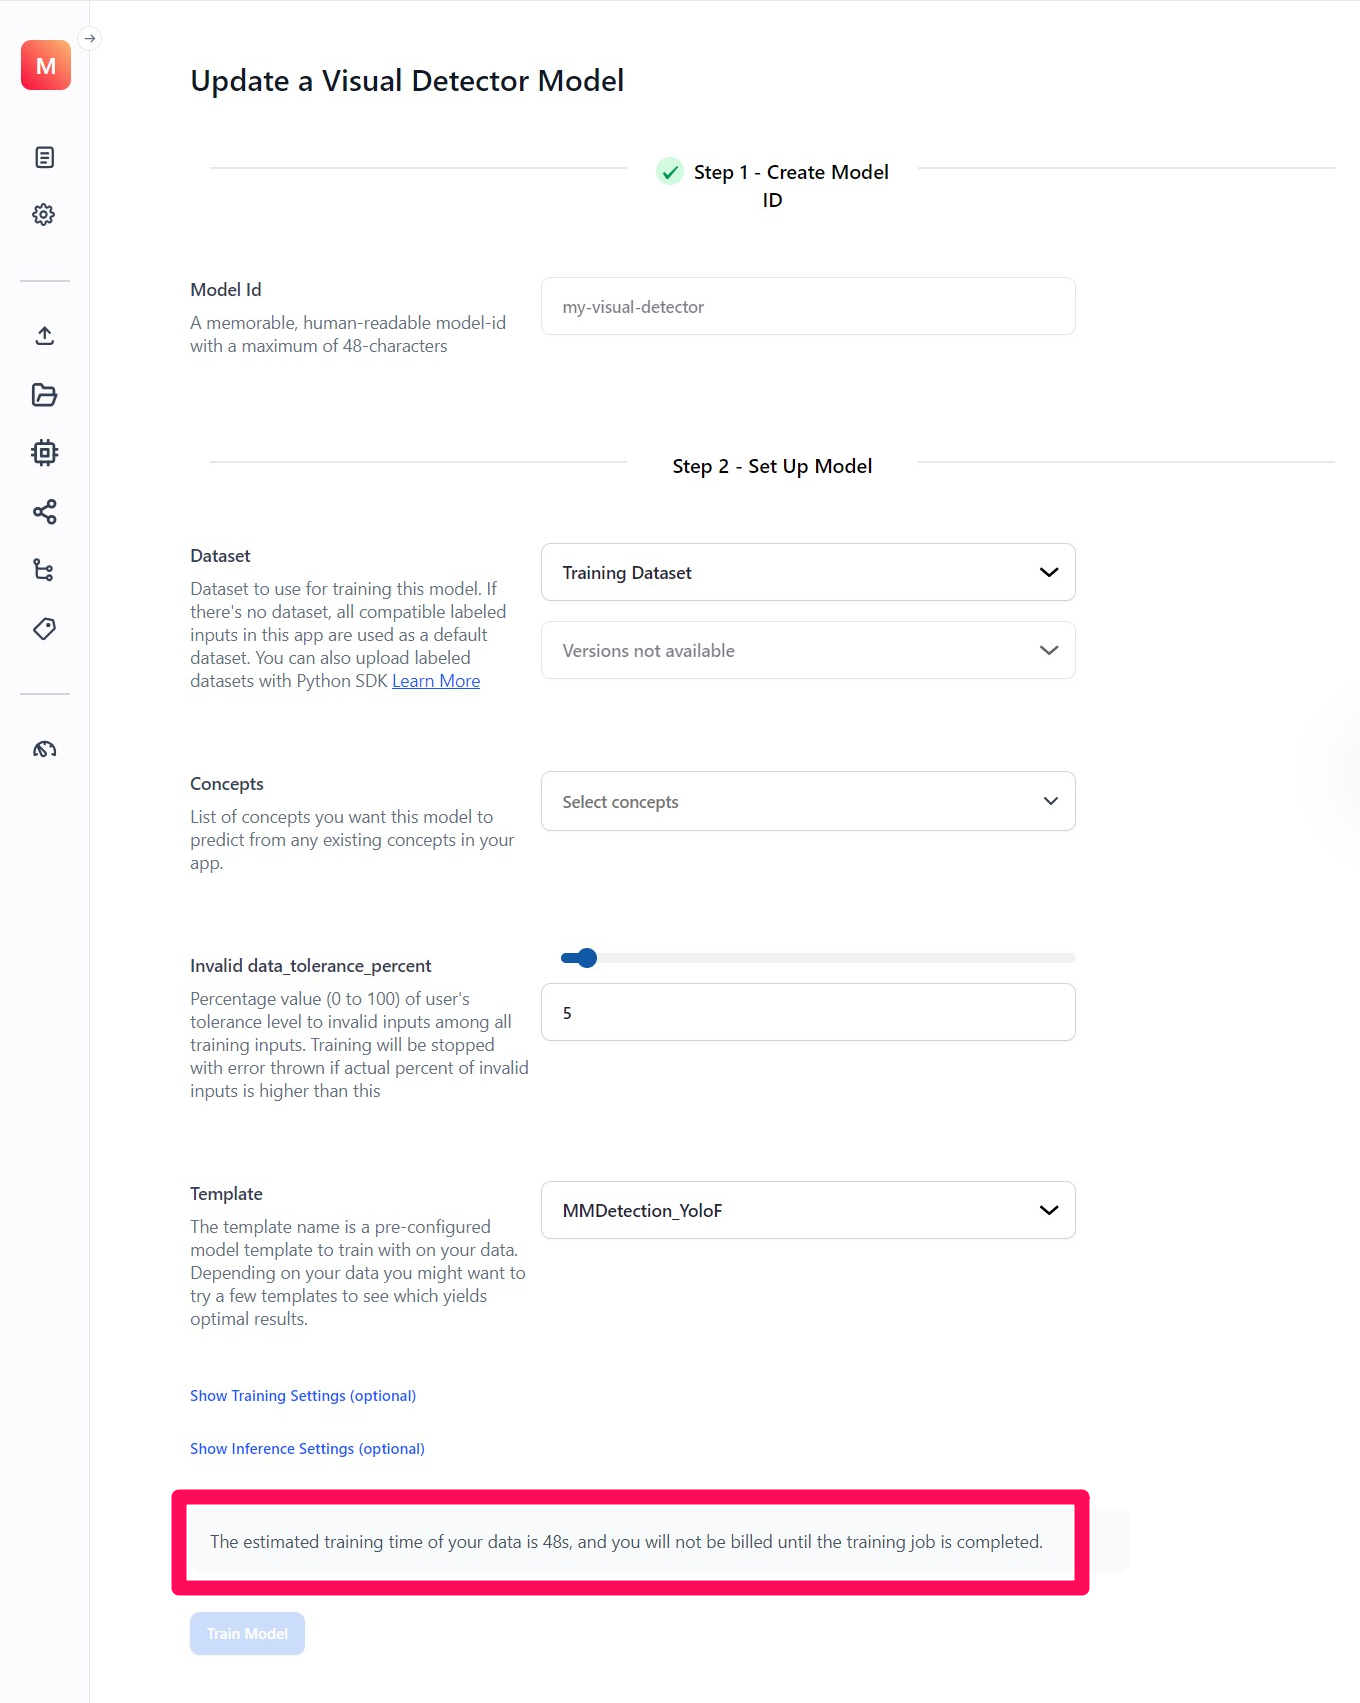 M
Update a Visual Detector Model
Step 1 - Create Model
ID
Model Id
A memorable, human-readable model-id
with a maximum of 48-characters
my-visual-detector
Step 2 - Set Up Model
Dataset
Dataset to use for training this model. If
there's no dataset, all compatible labeled
inputs in this app are used as a default
dataset. You can also upload labeled
datasets with Python SDK Learn More
Training Dataset
Versions not available
Concepts
List of concepts you want this model to
predict from any existing concepts in your
app.
Select concepts
Invalid data_tolerance_percent
Percentage value (0 to 100) of user's
tolerance level to invalid inputs among all
training inputs. Training will be stopped
with error thrown if actual percent of invalid
inputs is higher than this
5
Template
The template name is a pre-configured
model template to train with on your data.
Depending on your data you might want to
try a few templates to see which yields
optimal results.
MMDetection_YoloF
Show Training Settings (optional)
Show Inference Settings (optional)
The estimated training time of your data is 48s, and you will not be billed until the training job is completed.
Train Model